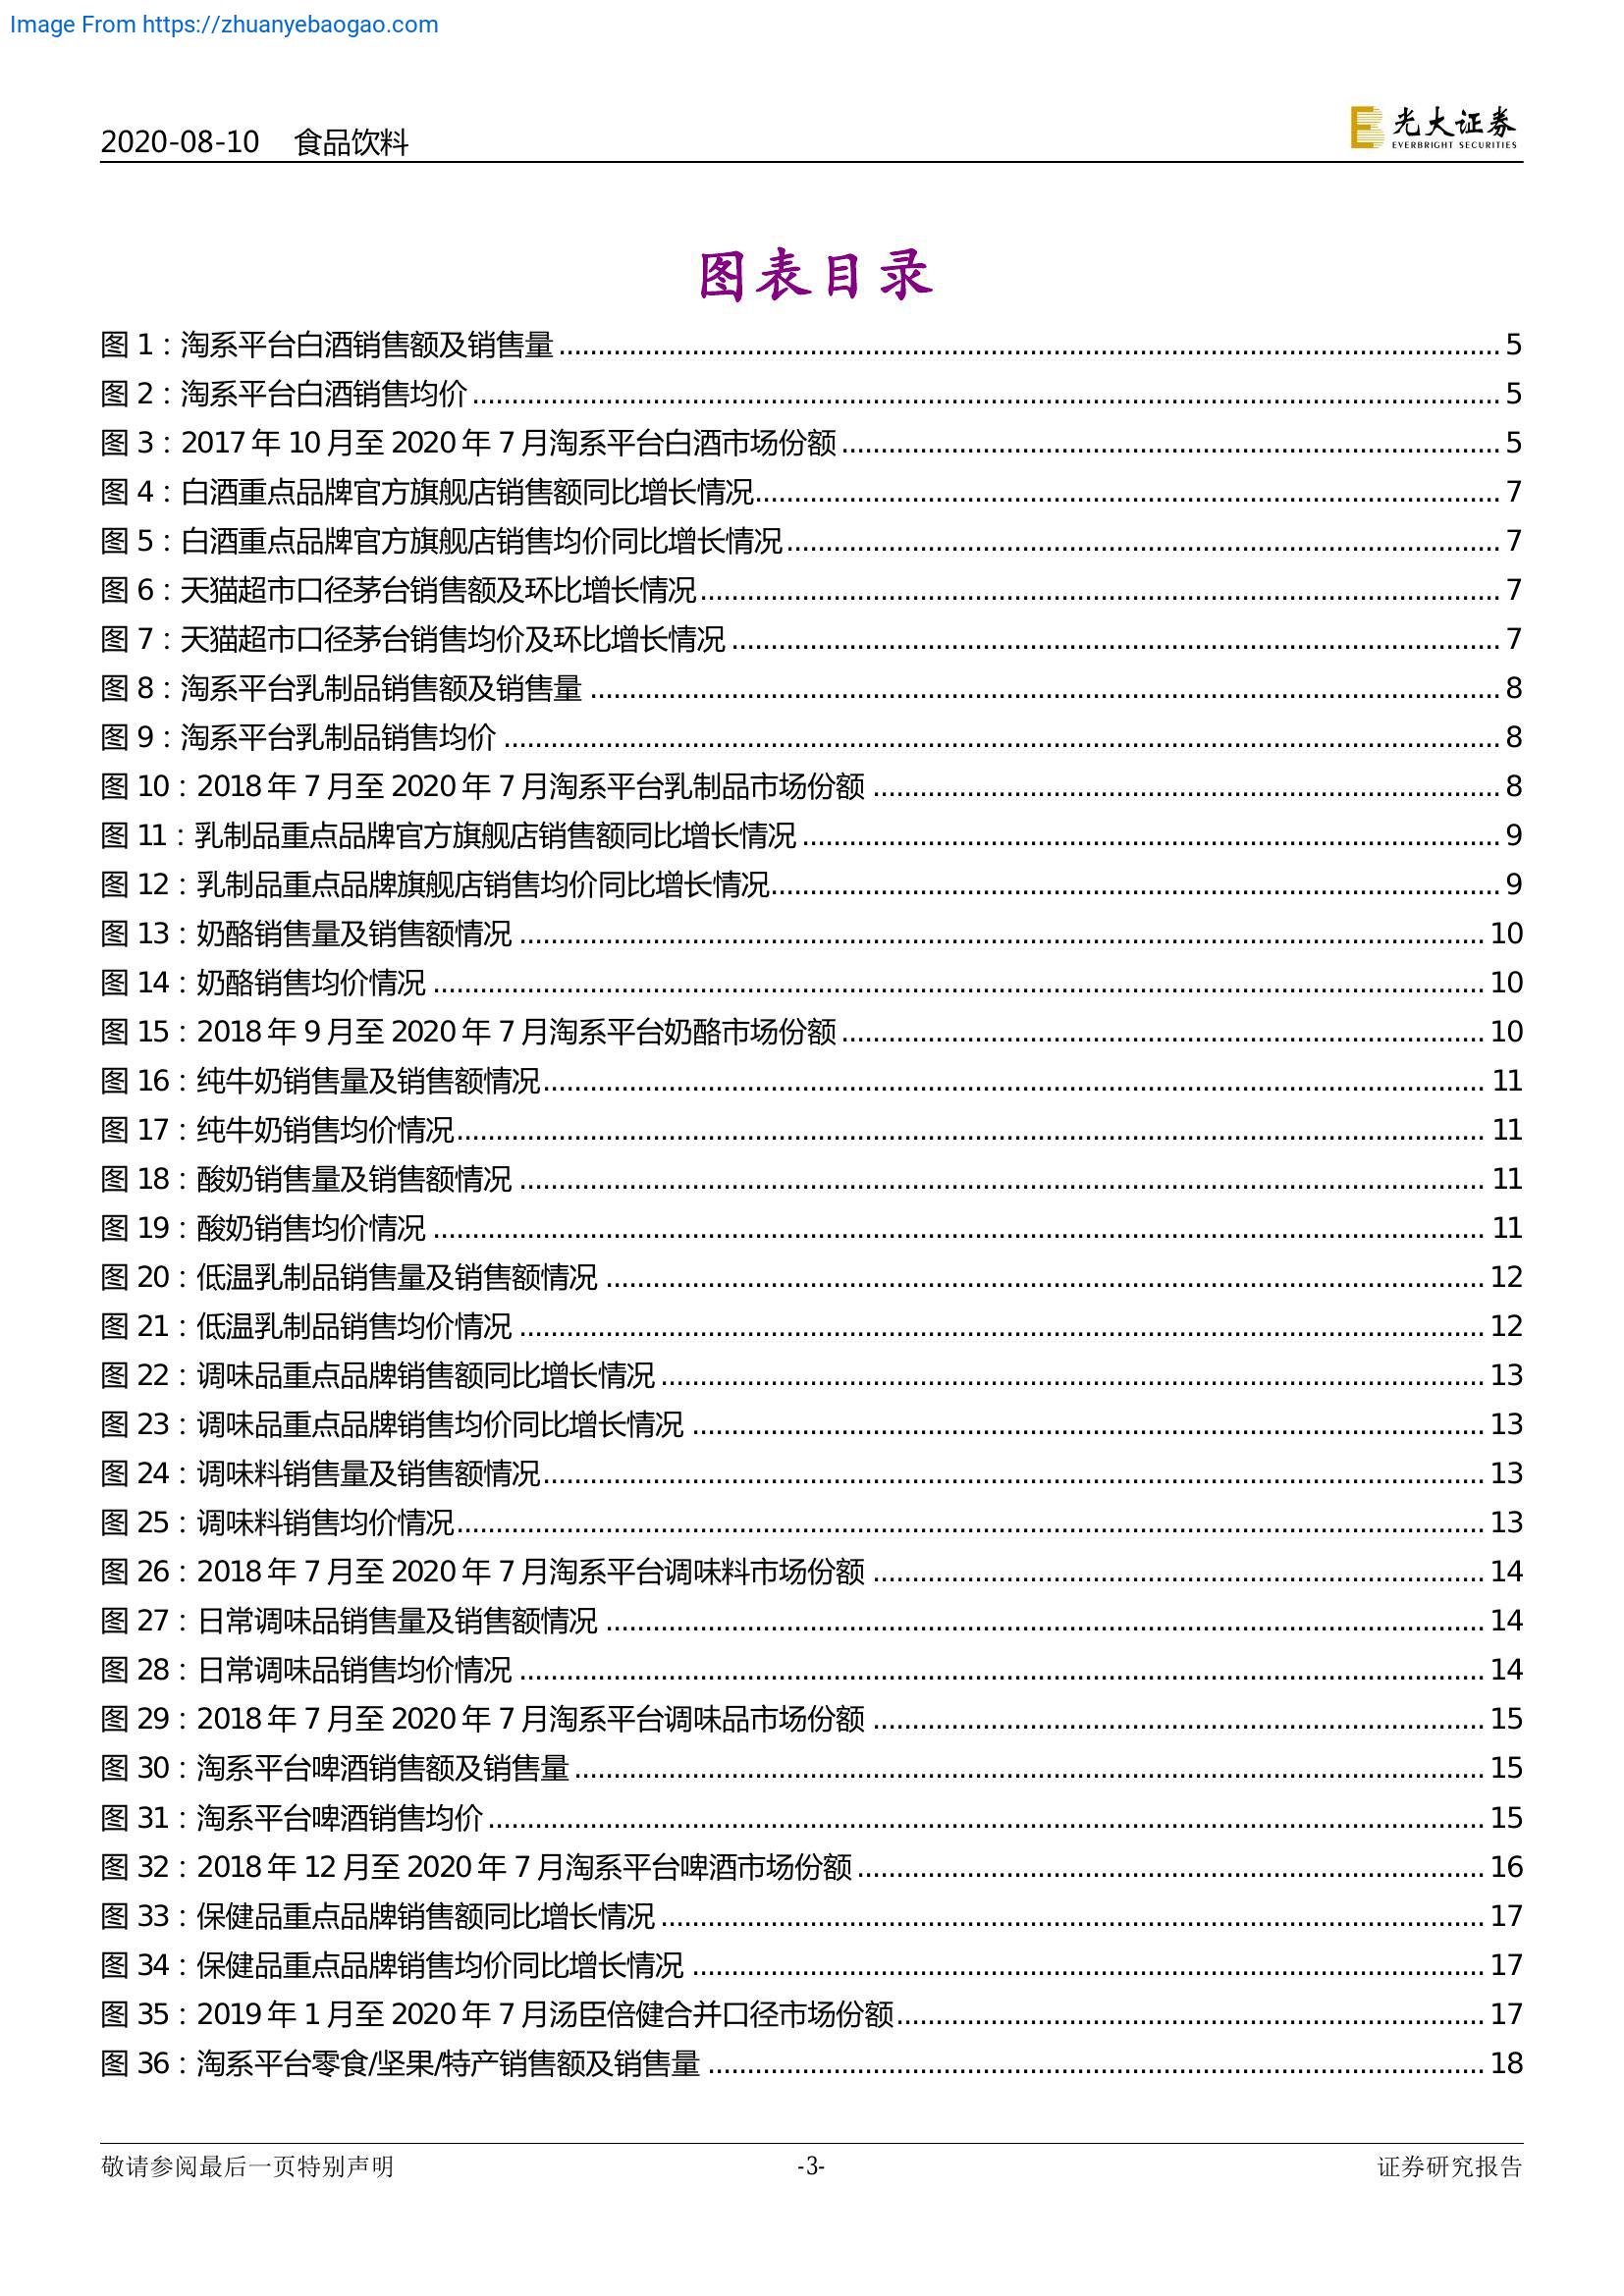 Image From https://zhuanyebaogao.com
2020-08-10 食品饮料
光大证券
EVERBRIGHT SECURITIES
图表目录
图 1：淘系平台白酒销售额及销售量 5
图 2：淘系平台白酒销售均价 5
图 3：2017 年 10 月至 2020 年 7 月淘系平台白酒市场份额 5
图 4：白酒重点品牌官方旗舰店销售额同比增长情况 7
图 5：白酒重点品牌官方旗舰店销售均价同比增长情况 7
图 6：天猫超市口径茅台销售额及环比增长情况 7
图 7：天猫超市口径茅台销售均价及环比增长情况 7
图 8：淘系平台乳制品销售额及销售量 8
图 9：淘系平台乳制品销售均价 8
图 10：2018 年 7 月至 2020 年 7 月淘系平台乳制品市场份额 8
图 11：乳制品重点品牌官方旗舰店销售额同比增长情况 9
图 12：乳制品重点品牌旗舰店销售均价同比增长情况 9
图 13：奶酪销售量及销售额情况 10
图 14：奶酪销售均价情况 10
图 15：2018 年 9 月至 2020 年 7 月淘系平台奶酪市场份额 10
图 16：纯牛奶销售量及销售额情况 11
图 17：纯牛奶销售均价情况 11
图 18：酸奶销售量及销售额情况 11
图 19：酸奶销售均价情况 11
图 20：低温乳制品销售量及销售额情况 12
图 21：低温乳制品销售均价情况 12
图 22：调味品重点品牌销售额同比增长情况 13
图 23：调味品重点品牌销售均价同比增长情况 13
图 24：调味料销售量及销售额情况 13
图 25：调味料销售均价情况 13
图 26：2018 年 7 月至 2020 年 7 月淘系平台调味料市场份额 14
图 27：日常调味品销售量及销售额情况 14
图 28：日常调味品销售均价情况 14
图 29：2018 年 7 月至 2020 年 7 月淘系平台调味品市场份额 15
图 30：淘系平台啤酒销售额及销售量 15
图 31：淘系平台啤酒销售均价 15
图 32：2018 年 12 月至 2020 年 7 月淘系平台啤酒市场份额 16
图 33：保健品重点品牌销售额同比增长情况 17
图 34：保健品重点品牌销售均价同比增长情况 17
图 35：2019 年 1 月至 2020 年 7 月汤臣倍健合并口径市场份额 17
图 36：淘系平台零食/坚果/特产销售额及销售量 18
敬请参阅最后一页特别声明 -3- 证券研究报告